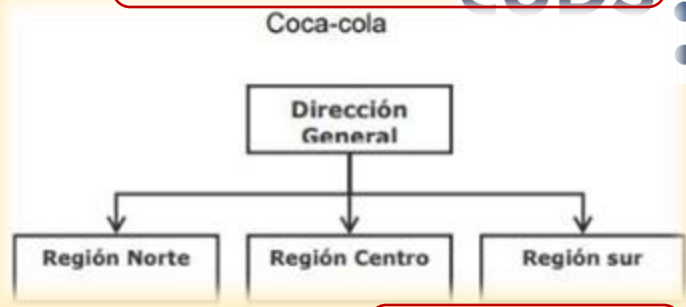 Coca-cola
Dirección
General
Región Norte
Región Centro
Región sur